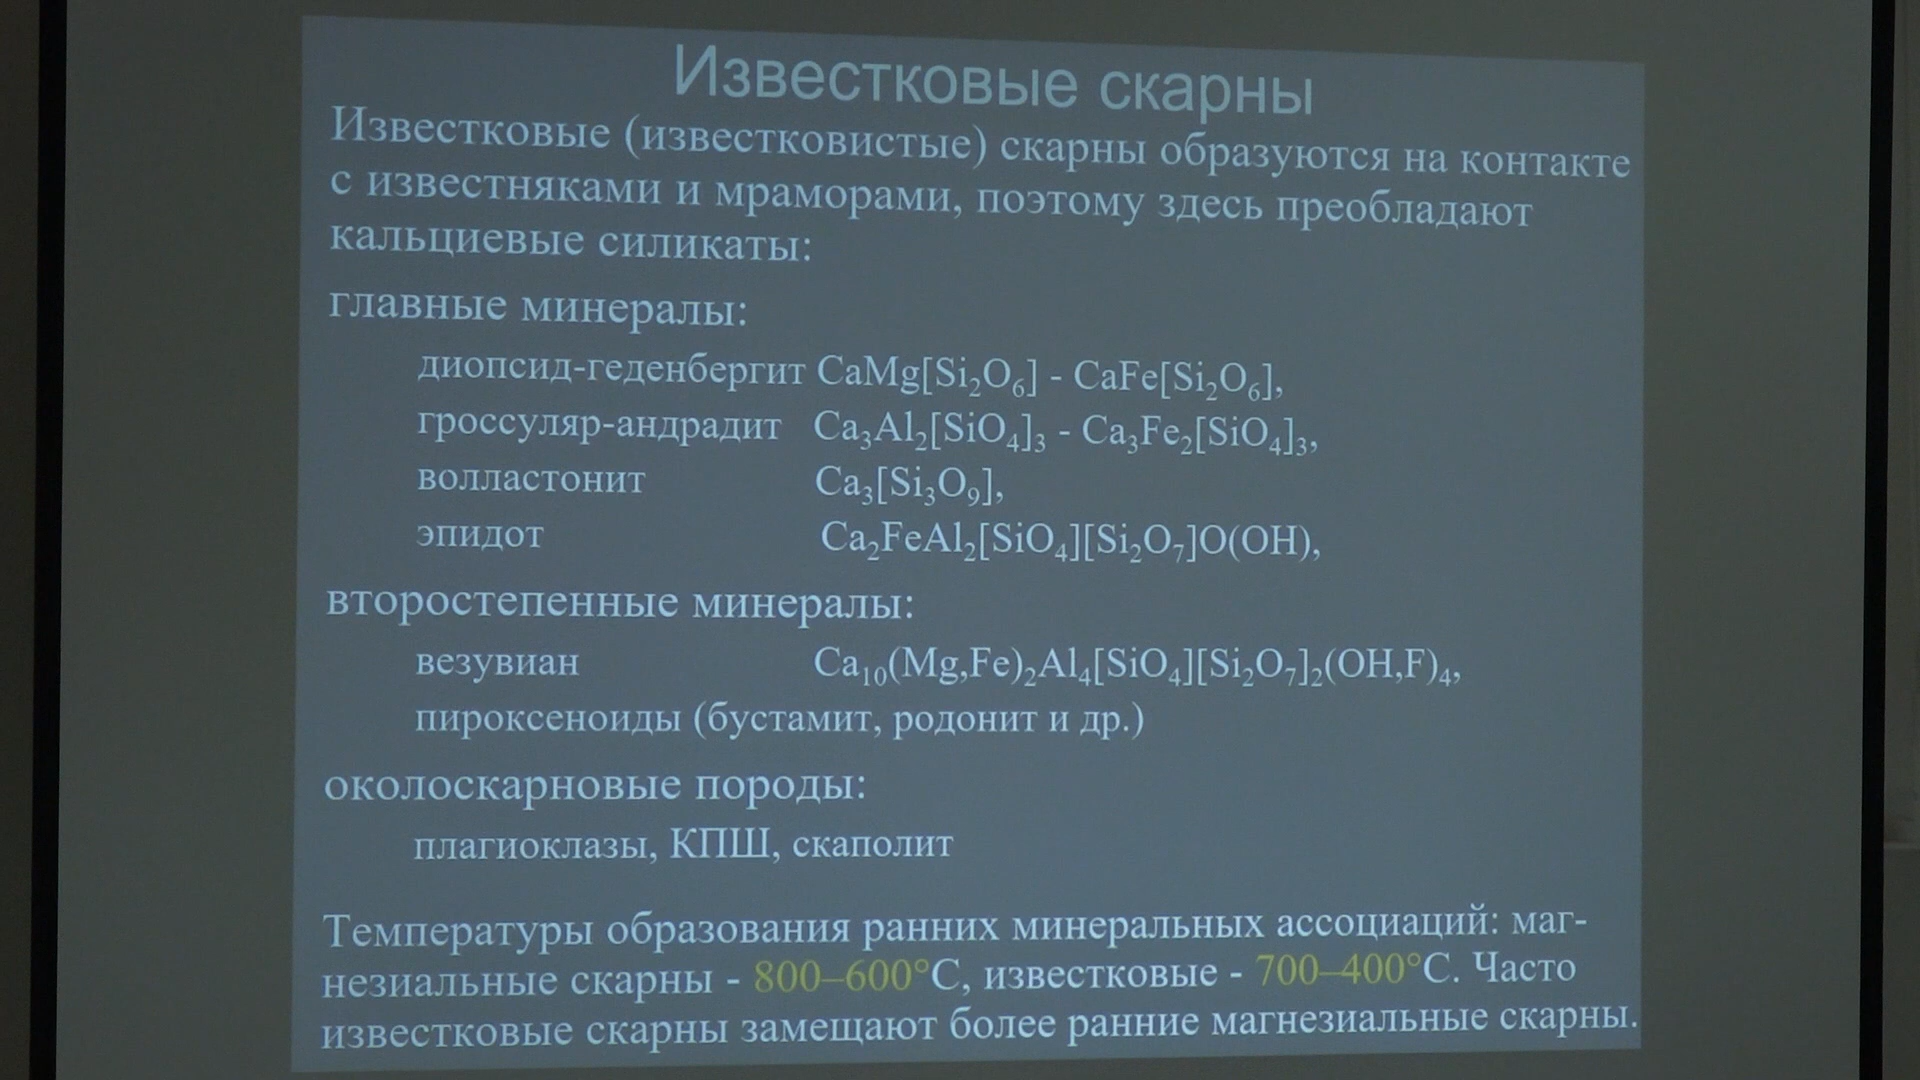 Известковые скарны
Известковые (известковистые) скарны образуются на контакте
с известняками и мраморами, поэтому здесь преобладают
кальциевые силикаты:
главные минералы:
диопсид-геденбергит CaMg[Si₂O₆] - CaFe[Si₂O₆],
гроссуляр-андрадит Ca₃Al₂[SiO₄]₃ - Ca₃Fe₂[SiO₄]₃,
волластонит Ca₃[Si₃O₉],
эпидот Ca₂FeAl₂[SiO₄][Si₂O₇]O(OH),
второстепенные минералы:
везувиан Ca₁₀(Mg,Fe)₂Al₄[SiO₄][Si₂O₇]₂(OH,F)₄,
пироксеноиды (бустамит, родонит и др.)
околоскарновые породы:
плагиоклазы, КПШ, скаполит
Температуры образования ранних минеральных ассоциаций: маг-
незиальные скарны - 800–600°С, известковые - 700–400°С. Часто
известковые скарны замещают более ранние магнезиальные скарны.